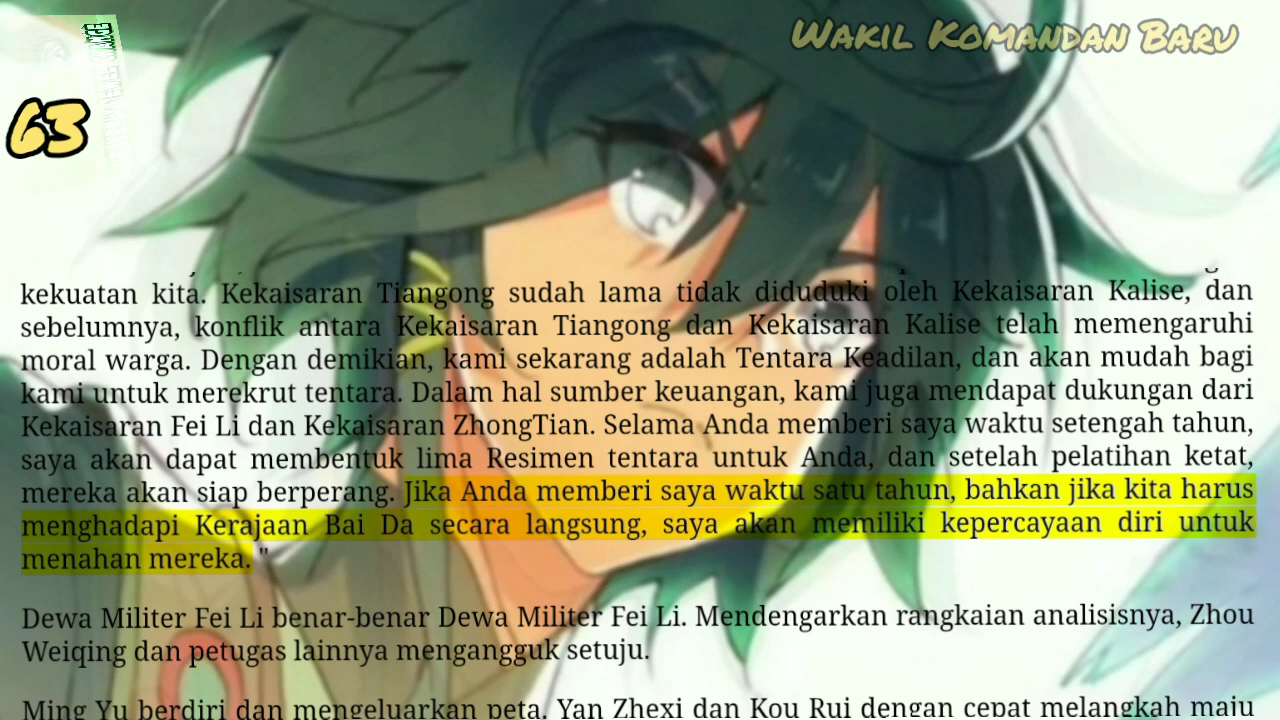 Wakil Komandan Baru
63
kekuatan kita. Kekaisaran Tiangong sudah lama tidak diduduki oleh Kekaisaran Kalise, dan
sebelumnya, konflik antara Kekaisaran Tiangong dan Kekaisaran Kalise telah memengaruhi
moral warga. Dengan demikian, kami sekarang adalah Tentara Keadilan, dan akan mudah bagi
kami untuk merekrut tentara. Dalam hal sumber keuangan, kami juga mendapat dukungan dari
Kekaisaran Fei Li dan Kekaisaran ZhongTian. Selama Anda memberi saya waktu setengah tahun,
saya akan dapat membentuk lima Resimen tentara untuk Anda, dan setelah pelatihan ketat,
mereka akan siap berperang. Jika Anda memberi saya waktu satu tahun, bahkan jika kita harus
menghadapi Kerajaan Bai Da secara langsung, saya akan memiliki kepercayaan diri untuk
menahan mereka. "
Dewa Militer Fei Li benar-benar Dewa Militer Fei Li. Mendengarkan rangkaian analisisnya, Zhou
Weiqing dan petugas lainnya mengangguk setuju.
Ming Yu berdiri dan mengeluarkan peta. Yan Zhexi dan Kou Rui dengan cepat melangkah maju